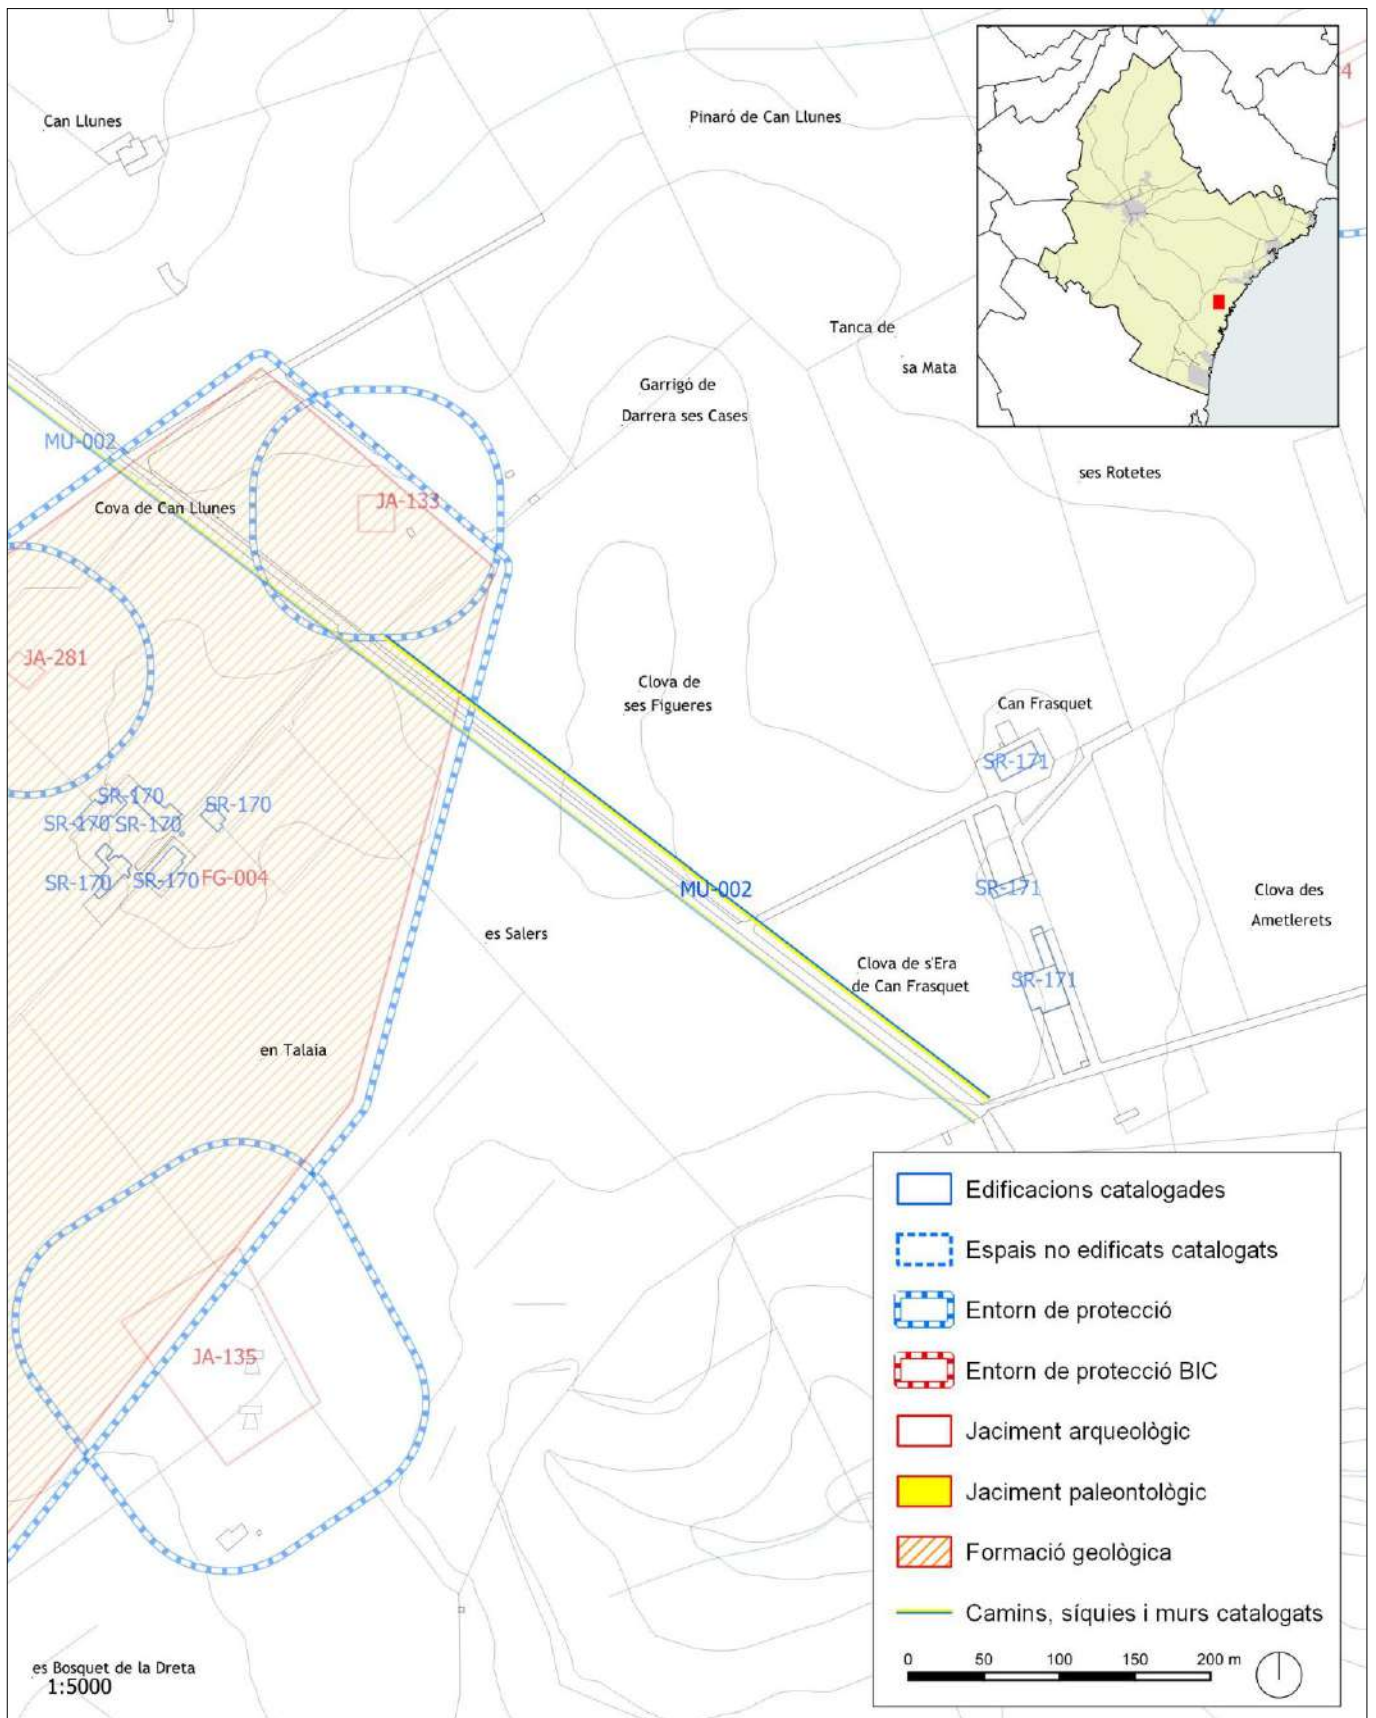 Can Llunes
Pinaró de Can Llunes
4
Tanca de
sa Mata
Garrigó de
Darrera ses Cases
MU-002
ses Rotetes
Cova de Can Llunes
JA-133
JA-281
Clova de
ses Figueres
Can Frasquet
SR-171
SR-170
SR-170
SR-170 SR-170
SR-170
SR-170
FG-004
MU-002
SR-171
Clova des
Ametlerets
es Salers
Clova de s'Era
de Can Frasquet
SR-171
en Talaia
JA-135
es Bosquet de la Dreta
1:5000
Edificacions catalogades
Espais no edificats catalogats
Entorn de protecció
Entorn de protecció BIC
Jaciment arqueològic
Jaciment paleontològic
Formació geològica
Camins, síquies i murs catalogats
0 50 100 150 200 m